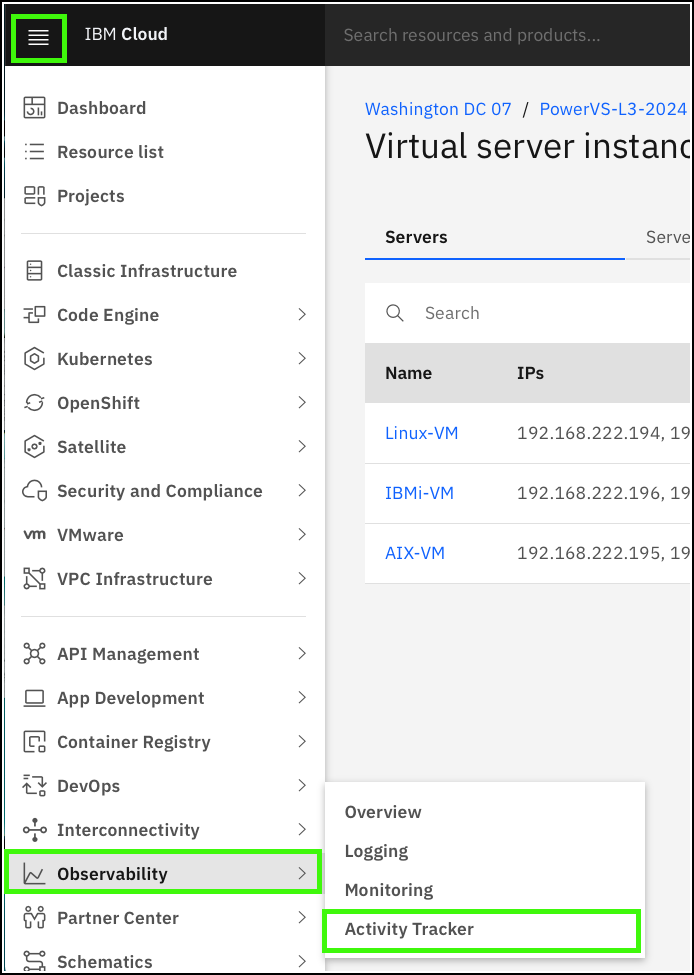 IBM Cloud
Search resources and products...
Dashboard
Resource list
Projects
Classic Infrastructure
Code Engine
Kubernetes
OpenShift
Satellite
Security and Compliance
vm VMware
VPC Infrastructure
API Management
App Development
Container Registry
DevOps
Interconnectivity
Observability
Partner Center
Schematics
Washington DC 07 / PowerVS-L3-2024
Virtual server instanc
Servers Serve
Search
Name IPs
Linux-VM 192.168.222.194, 19
IBMi-VM 192.168.222.196, 19
AIX-VM 192.168.222.195, 19
Overview
Logging
Monitoring
Activity Tracker